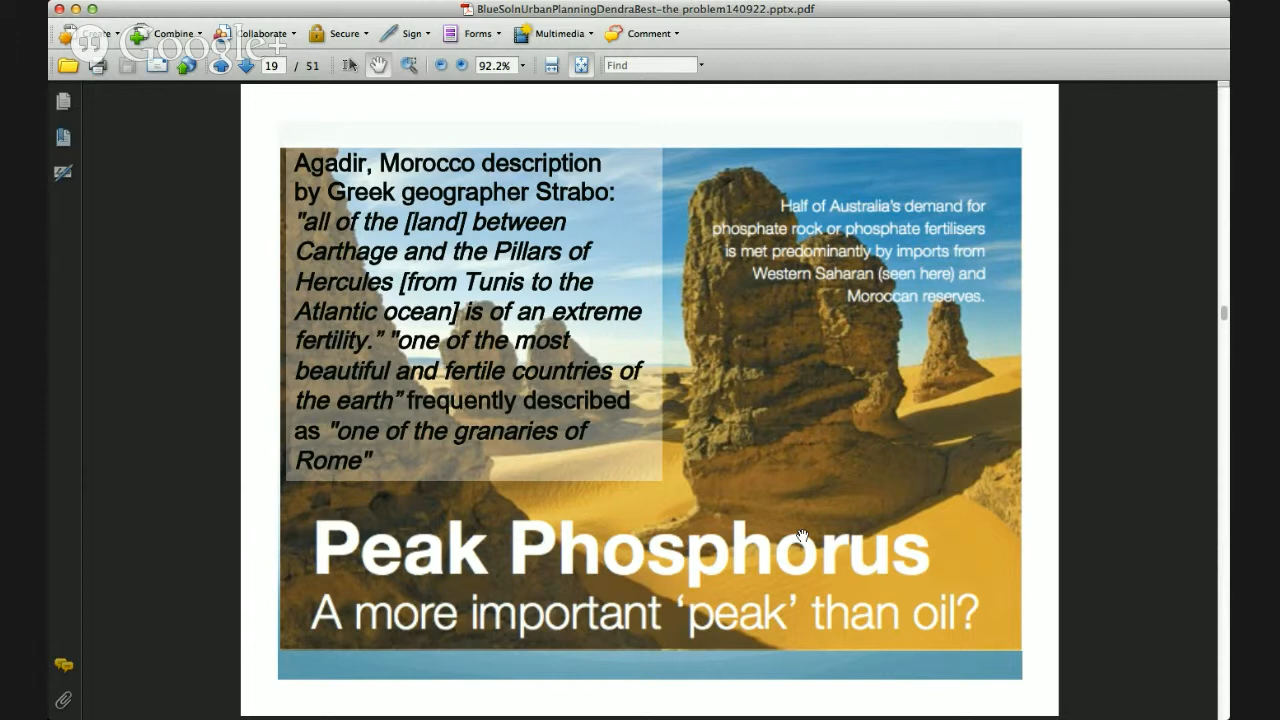 BlueSolnUrbanPlanningDendraBest-the problem140922.pptx.pdf
Create Combine Collaborate Secure Sign Forms Multimedia Comment
Google+
19 / 51 92.2% Find
Agadir, Morocco description
by Greek geographer Strabo:
"all of the [land] between
Carthage and the Pillars of
Hercules [from Tunis to the
Atlantic ocean] is of an extreme
fertility.” "one of the most
beautiful and fertile countries of
the earth” frequently described
as "one of the granaries of
Rome"
Half of Australia's demand for
phosphate rock or phosphate fertilisers
is met predominantly by imports from
Western Saharan (seen here) and
Moroccan reserves.
Peak Phosphorus
A more important ‘peak’ than oil?